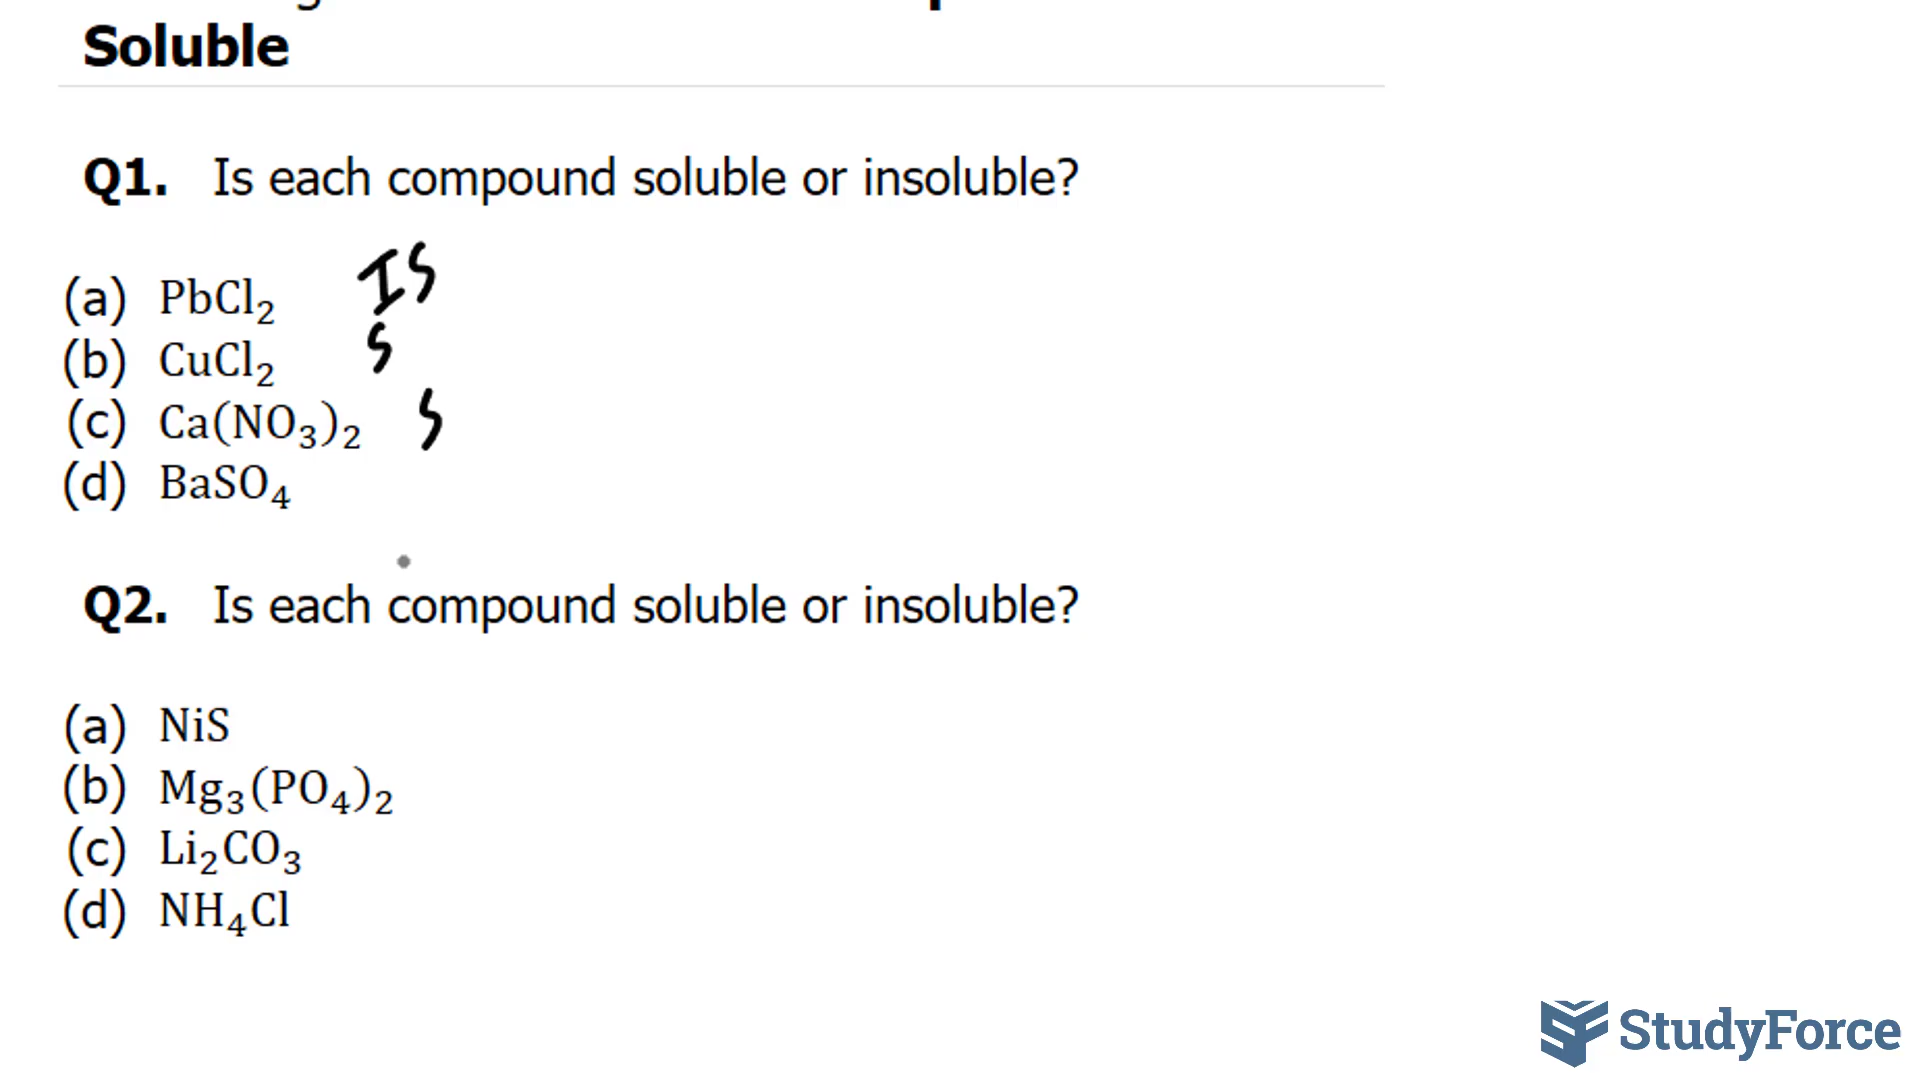 Soluble
Q1. Is each compound soluble or insoluble?
(a) PbCl₂ IS
(b) CuCl₂ S
(c) Ca(NO₃)₂ S
(d) BaSO₄
Q2. Is each compound soluble or insoluble?
(a) NiS
(b) Mg₃(PO₄)₂
(c) Li₂CO₃
(d) NH₄Cl
StudyForce